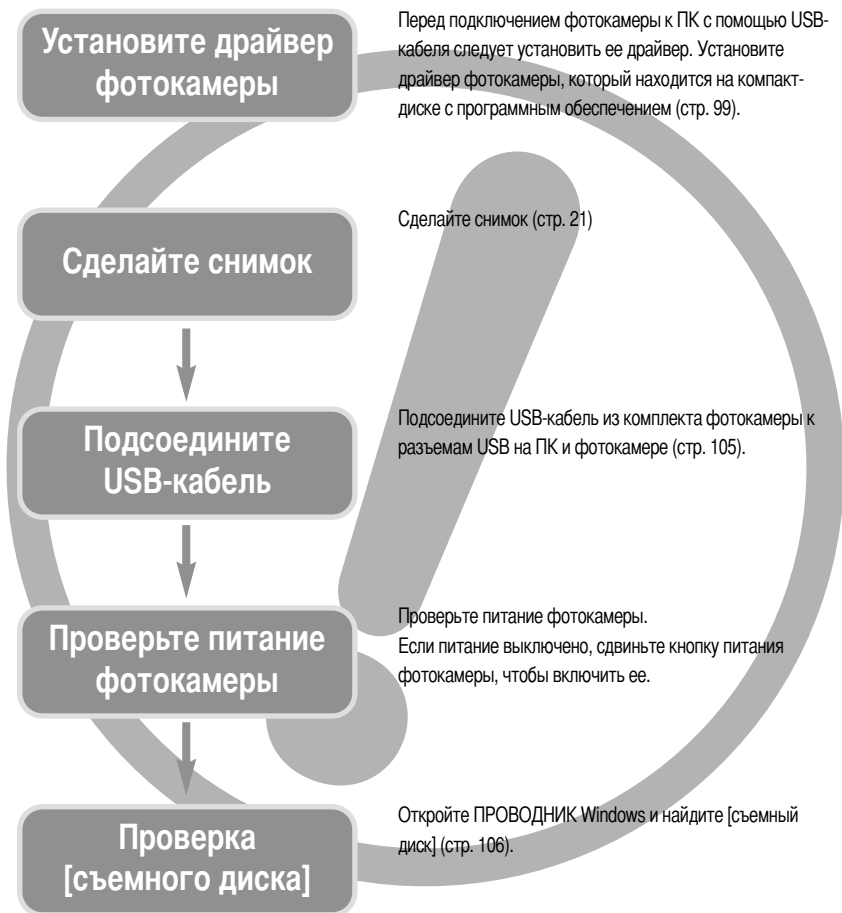 Установите драйвер
фотокамеры
Перед подключением фотокамеры к ПК с помощью USB-
кабеля следует установить ее драйвер. Установите
драйвер фотокамеры, который находится на компакт-
диске с программным обеспечением (стр. 99).
Сделайте снимок
Сделайте снимок (стр. 21)
Подсоедините
USB-кабель
Подсоедините USB-кабель из комплекта фотокамеры к
разъемам USB на ПК и фотокамере (стр. 105).
Проверьте питание
фотокамеры
Проверьте питание фотокамеры.
Если питание выключено, сдвиньте кнопку питания
фотокамеры, чтобы включить ее.
Проверка
[съемного диска]
Откройте ПРОВОДНИК Windows и найдите [съемный
диск] (стр. 106).